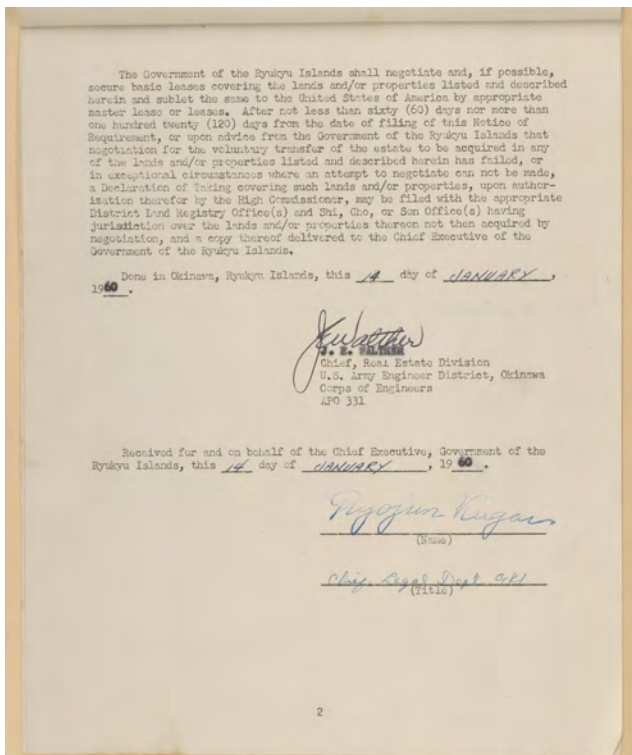 The Government of the Ryukyu Islands shall negotiate and, if possible,
secure basic leases covering the lands and/or properties listed and described
herein and sublet the same to the United States of America by appropriate
master lease or leases. After not less than sixty (60) days nor more than
one hundred twenty (120) days from the date of filing of this Notice of
Requirement, or upon advice from the Government of the Ryukyu Islands that
negotiation for the voluntary transfer of the estate to be acquired in any
of the lands and/or properties listed and described herein has failed, or
in exceptional circumstances where an attempt to negotiate can not be made,
a Declaration of Taking covering such lands and/or properties, upon author-
ization therefor by the High Commissioner, may be filed with the appropriate
District Land Registry Office(s) and Shi, Cho, or Son Office(s) having
jurisdiction over the lands and/or properties thereon not then acquired by
negotiation, and a copy thereof delivered to the Chief Executive of the
Government of the Ryukyu Islands.
Done in Okinawa, Ryukyu Islands, this 14 day of JANUARY,
1960.
J E Walther
J. E. WALTHER
Chief, Real Estate Division
U.S. Army Engineer District, Okinawa
Corps of Engineers
APO 331
Received for and on behalf of the Chief Executive, Government of the
Ryukyu Islands, this 14 day of JANUARY, 1960.
Ryojun
(Name)
Chief, Legal Dept GRI
(Title)
2